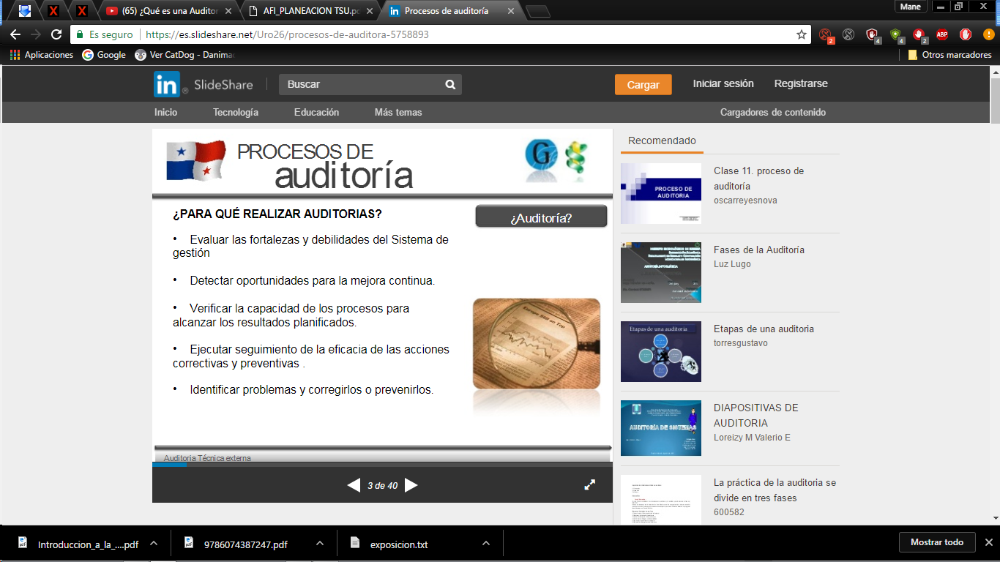 (65) ¿Qué es una Auditor
AFI_PLANEACION TSU.pd
Procesos de auditoría
Mane
Es seguro
https://es.slideshare.net/Uro26/procesos-de-auditora-5758893
2
4
4
2
ABP
Aplicaciones
Google
Ver CatDog - Danima
Otros marcadores
in
SlideShare
Buscar
Cargar
Iniciar sesión
Registrarse
Inicio
Tecnología
Educación
Más temas
Cargadores de contenido
PROCESOS DE
auditoría
G
¿PARA QUÉ REALIZAR AUDITORIAS?
¿Auditoría?
• Evaluar las fortalezas y debilidades del Sistema de
gestión
• Detectar oportunidades para la mejora continua.
• Verificar la capacidad de los procesos para
alcanzar los resultados planificados.
• Ejecutar seguimiento de la eficacia de las acciones
correctivas y preventivas .
• Identificar problemas y corregirlos o prevenirlos.
Auditoria Técnica externa
3 de 40
Recomendado
PROCESO DE
AUDITORIA
Clase 11. proceso de
auditoría
oscarreyesnova
Fases de la Auditoría
Luz Lugo
Etapas de una auditoria
Etapas de una auditoria
torresgustavo
AUDITORÍA DE SISTEMAS
DIAPOSITIVAS DE
AUDITORIA
Loreizy M Valerio E
La práctica de la auditoria se
divide en tres fases
600582
Introduccion_a_la_....pdf
9786074387247.pdf
exposicion.txt
Mostrar todo